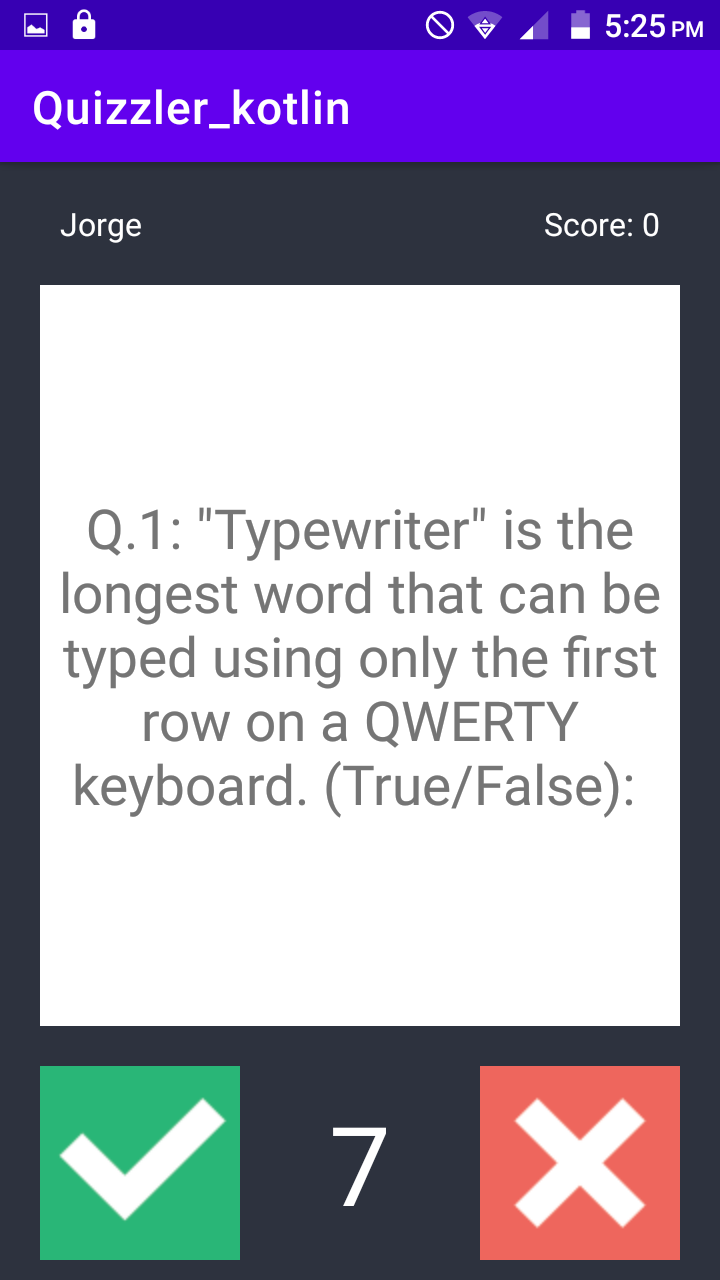 5:25 PM
Quizzler_kotlin
Jorge
Score: 0
Q.1: "Typewriter" is the
longest word that can be
typed using only the first
row on a QWERTY
keyboard. (True/False):
7